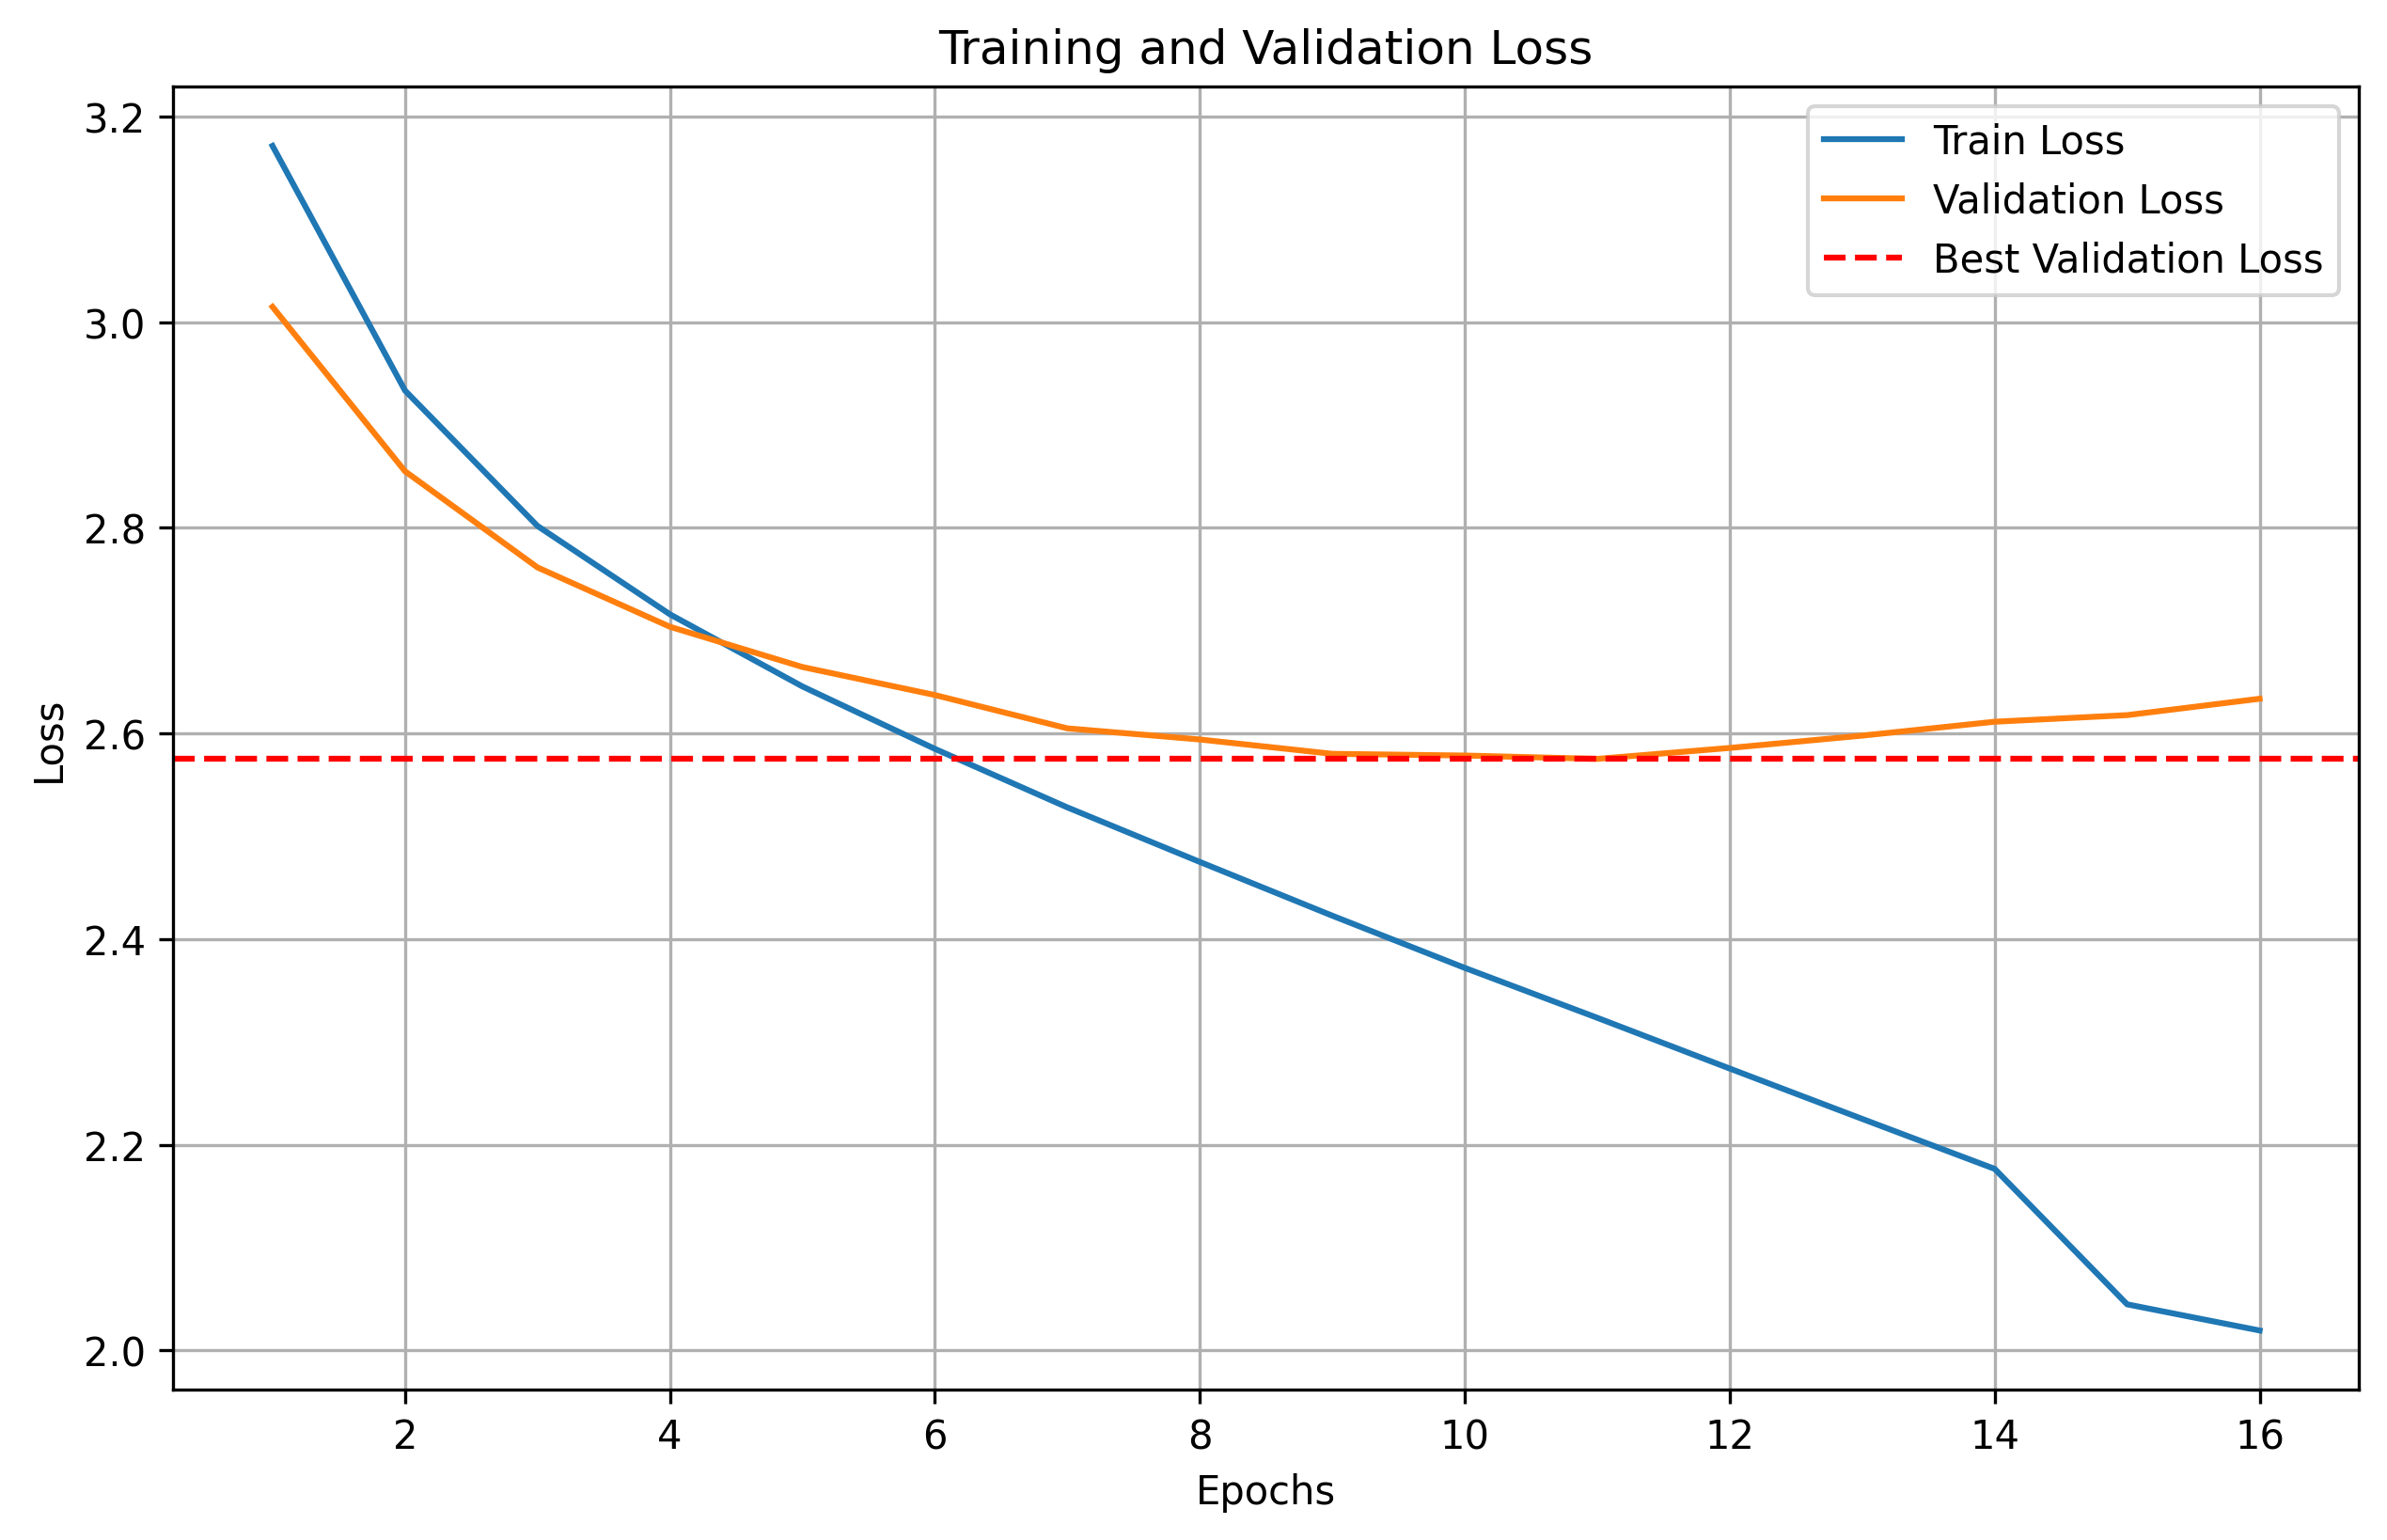 Training and Validation Loss
Train Loss
Validation Loss
Best Validation Loss
Loss
3.2
3.0
2.8
2.6
2.4
2.2
2.0
2 4 6 8 10 12 14 16
Epochs